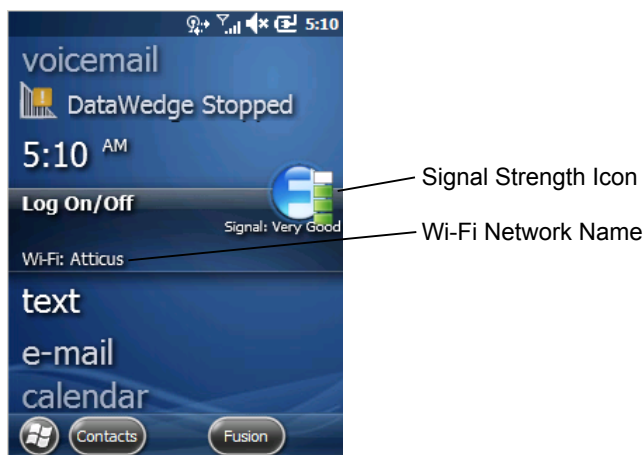 5:10
voicemail
DataWedge Stopped
5:10 AM
Log On/Off
Signal: Very Good
Wi-Fi: Atticus
text
e-mail
calendar
Contacts
Fusion
Signal Strength Icon
Wi-Fi Network Name